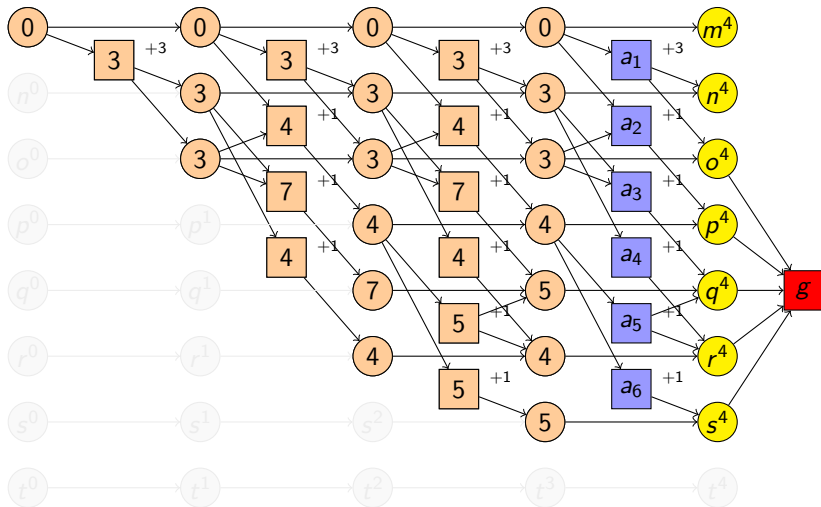 0 0 0 0 m⁴
3 +3 3 +3 3 +3 a₁ +3
n⁰ 3 3 3 n⁴
4 +1 4 +1 a₂ +1
o⁰ 3 3 3 o⁴
7 +1 7 +1 a₃ +1
p⁰ p¹ 4 4 p⁴
4 +1 4 +1 a₄ +1
q⁰ q¹ 7 5 q⁴ g
5 +1 a₅ +1
r⁰ r¹ 4 4 r⁴
5 +1 a₆ +1
s⁰ s¹ s² 5 s⁴
t⁰ t¹ t² t³ t⁴